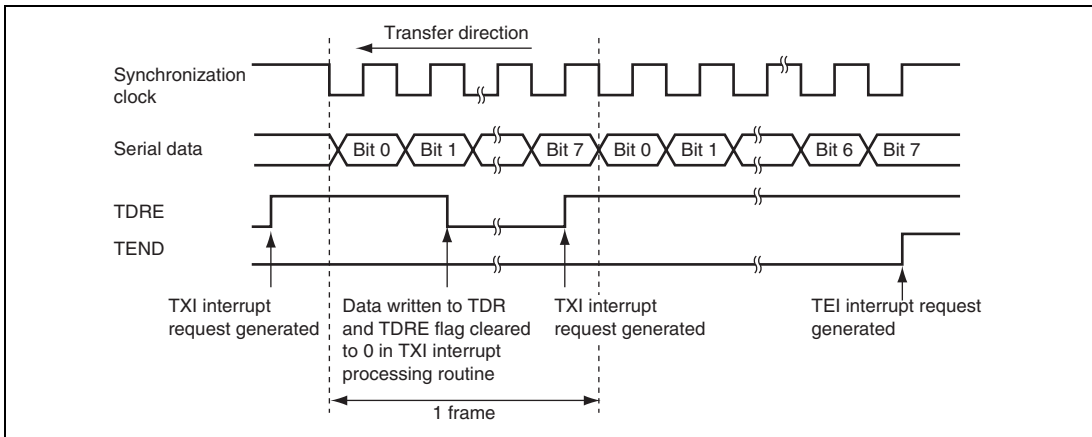 Transfer direction
Synchronization
clock
Serial data
Bit 0
Bit 1
Bit 7
Bit 0
Bit 1
Bit 6
Bit 7
TDRE
TEND
TXI interrupt
request generated
Data written to TDR
and TDRE flag cleared
to 0 in TXI interrupt
processing routine
TXI interrupt
request generated
TEI interrupt request
generated
1 frame